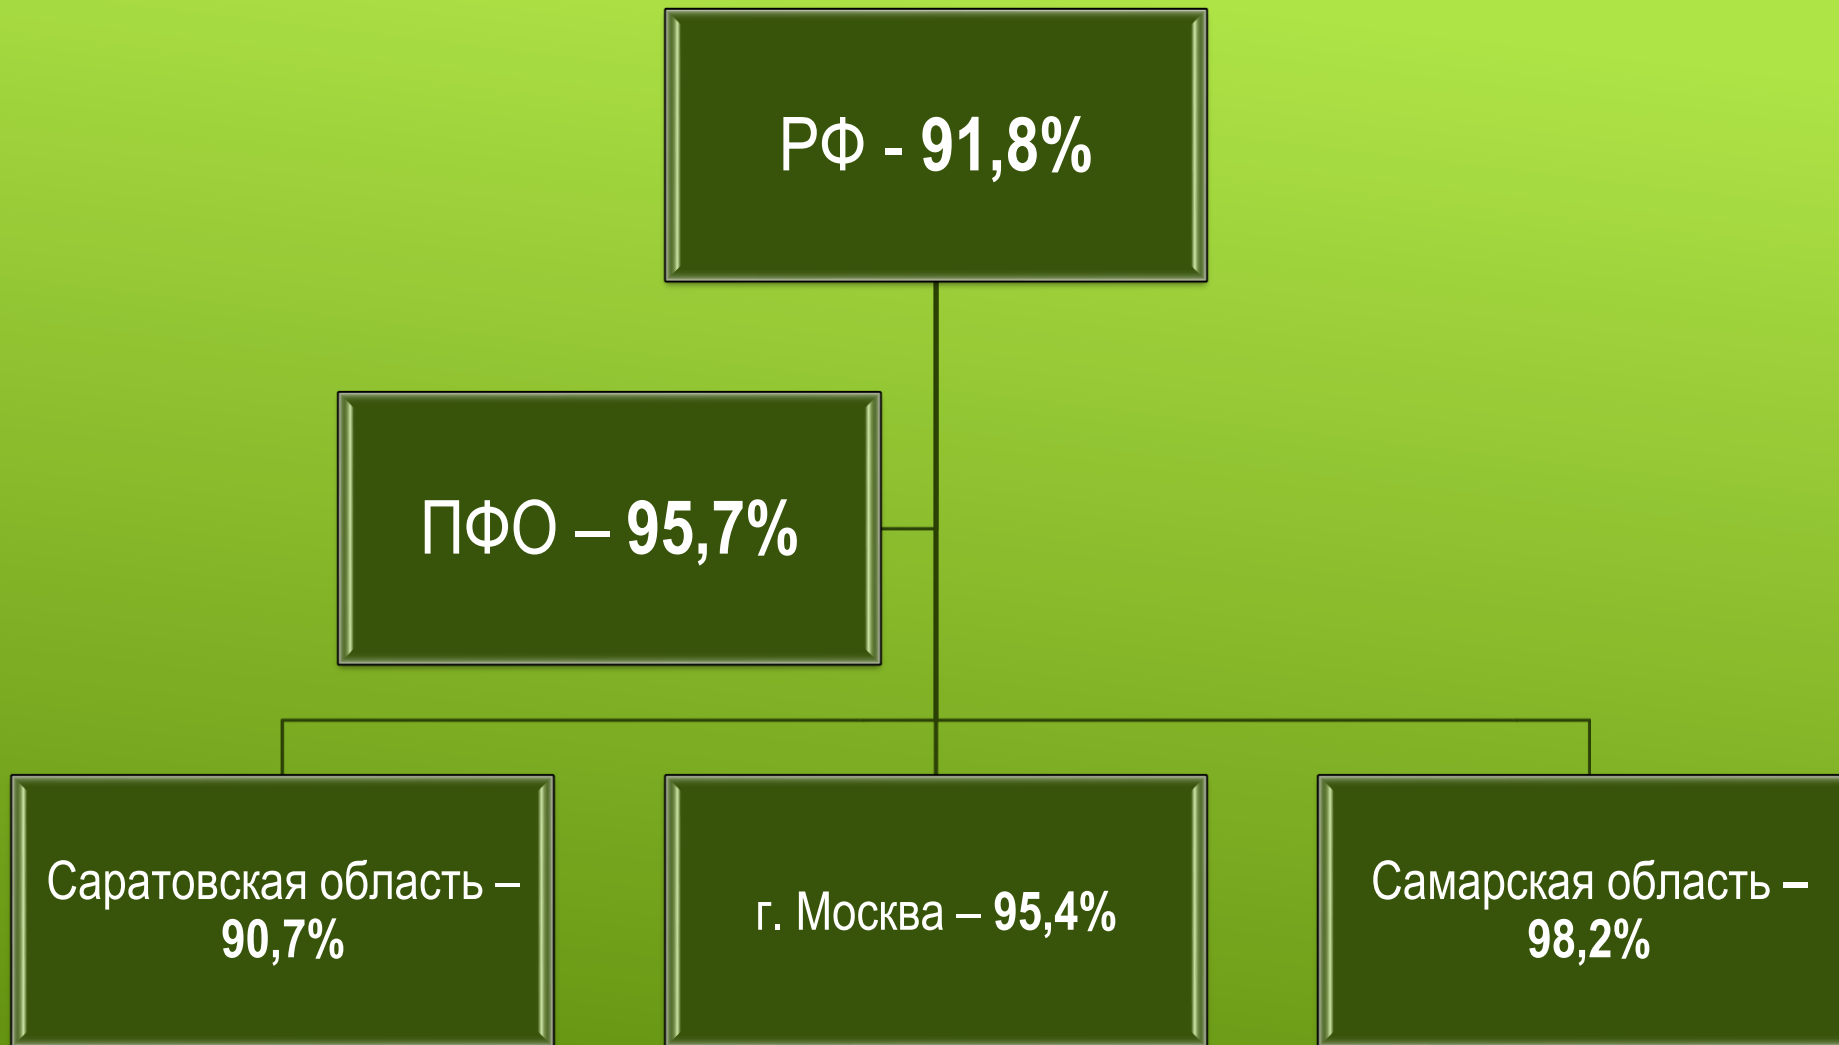 РФ - 91,8%
ПФО – 95,7%
Саратовская область –
90,7%
г. Москва – 95,4%
Самарская область –
98,2%